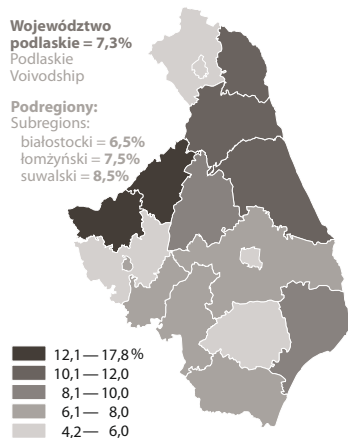 Województwo
podlaskie = 7,3%
Podlaskie
Voivodship
Podregiony:
Subregions:
białostocki = 6,5%
łomżyński = 7,5%
suwalski = 8,5%
12,1 — 17,8 %
10,1 — 12,0
8,1 — 10,0
6,1 — 8,0
4,2 — 6,0